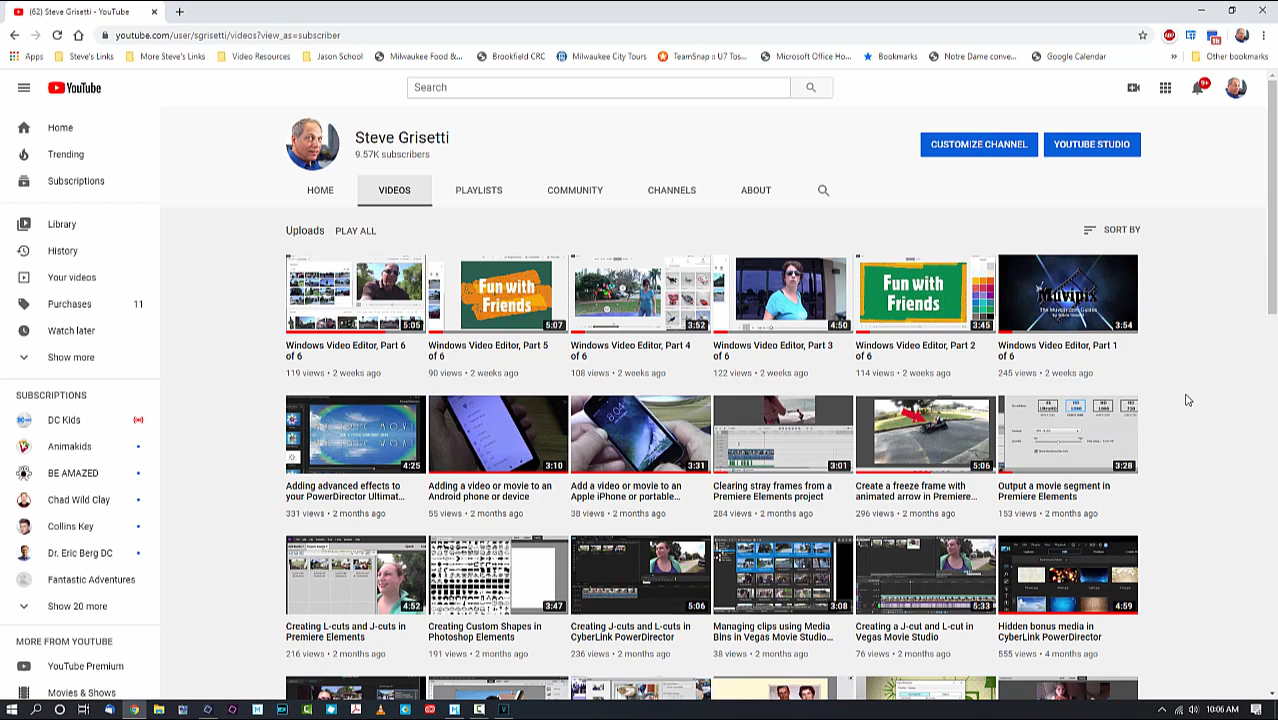 (62) Steve Grisetti - YouTube
youtube.com/user/sgrisetti/videos?view_as=subscriber
Apps Steve's Links More Steve's Links Video Resources Jason School Milwaukee Food &... Brookfield CRC Milwaukee City Tours TeamSnap :: U7 Tos... Microsoft Office Ho... Bookmarks Notre Dame conve... Google Calendar » Other bookmarks
YouTube
Search
9+
Home
Trending
Subscriptions
Library
History
Your videos
Purchases 11
Watch later
Show more
SUBSCRIPTIONS
DC Kids
Animakids
BE AMAZED
Chad Wild Clay
Collins Key
Dr. Eric Berg DC
Fantastic Adventures
Show 20 more
MORE FROM YOUTUBE
YouTube Premium
Movies & Shows
Steve Grisetti
9.57K subscribers
CUSTOMIZE CHANNEL YOUTUBE STUDIO
HOME VIDEOS PLAYLISTS COMMUNITY CHANNELS ABOUT
Uploads PLAY ALL SORT BY
5:05
Windows Video Editor, Part 6
of 6
119 views • 2 weeks ago
Fun with
Friends
5:07
Windows Video Editor, Part 5
of 6
90 views • 2 weeks ago
3:52
Windows Video Editor, Part 4
of 6
108 views • 2 weeks ago
4:50
Windows Video Editor, Part 3
of 6
122 views • 2 weeks ago
Fun with
Friends
3:45
Windows Video Editor, Part 2
of 6
114 views • 2 weeks ago
Muvipix
3:54
Windows Video Editor, Part 1
of 6
245 views • 2 weeks ago
4:25
Adding advanced effects to
your PowerDirector Ultimat...
331 views • 2 months ago
3:10
Adding a video or movie to an
Android phone or device
55 views • 2 months ago
3:31
Add a video or movie to an
Apple iPhone or portable...
38 views • 2 months ago
3:01
Clearing stray frames from a
Premiere Elements project
284 views • 2 months ago
5:06
Create a freeze frame with
animated arrow in Premiere...
296 views • 2 months ago
3:28
Output a movie segment in
Premiere Elements
153 views • 2 months ago
4:52
Creating L-cuts and J-cuts in
Premiere Elements
216 views • 2 months ago
3:47
Creating Custom Shapes in
Photoshop Elements
191 views • 2 months ago
5:06
Creating J-cuts and L-cuts in
CyberLink PowerDirector
236 views • 2 months ago
3:08
Managing clips using Media
Bins in Vegas Movie Studio...
38 views • 2 months ago
5:33
Creating a J-cut and L-cut in
Vegas Movie Studio
76 views • 2 months ago
4:59
Hidden bonus media in
CyberLink PowerDirector
555 views • 4 months ago
10:06 AM